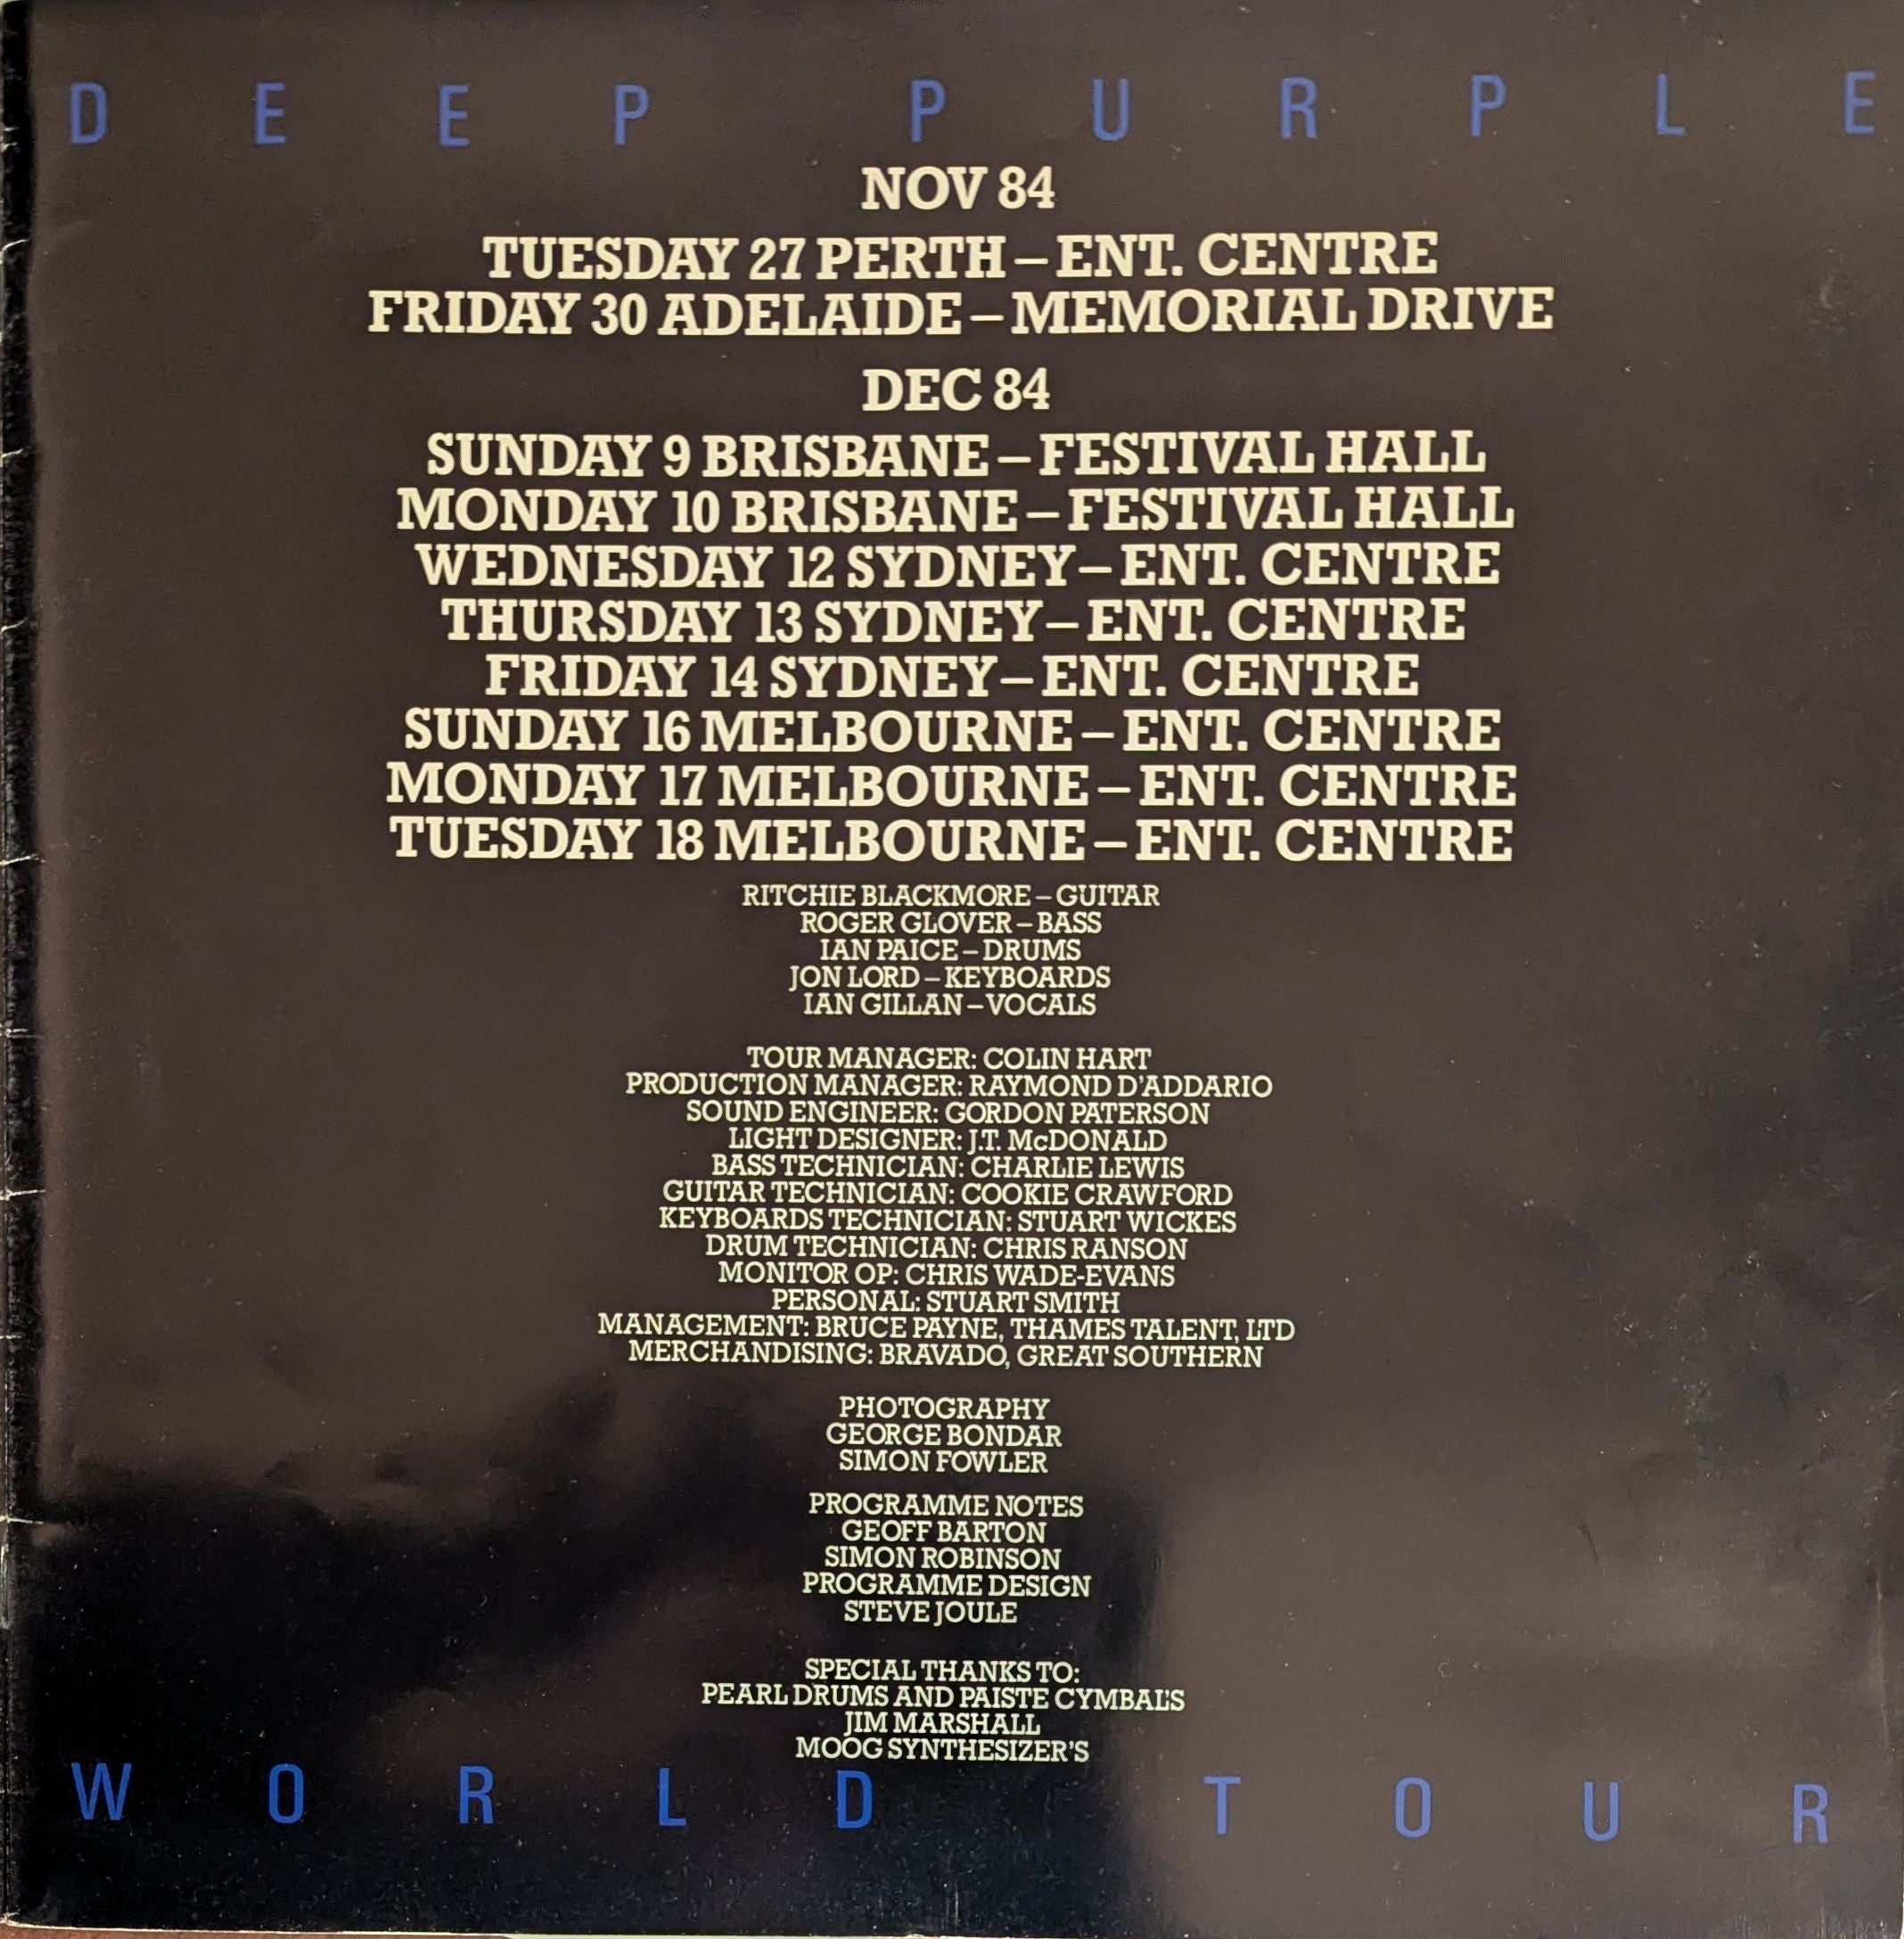 DEEP PURPLE
NOV 84
TUESDAY 27 PERTH – ENT. CENTRE
FRIDAY 30 ADELAIDE – MEMORIAL DRIVE
DEC 84
SUNDAY 9 BRISBANE – FESTIVAL HALL
MONDAY 10 BRISBANE – FESTIVAL HALL
WEDNESDAY 12 SYDNEY – ENT. CENTRE
THURSDAY 13 SYDNEY – ENT. CENTRE
FRIDAY 14 SYDNEY – ENT. CENTRE
SUNDAY 16 MELBOURNE – ENT. CENTRE
MONDAY 17 MELBOURNE – ENT. CENTRE
TUESDAY 18 MELBOURNE – ENT. CENTRE
RITCHIE BLACKMORE – GUITAR
ROGER GLOVER – BASS
IAN PAICE – DRUMS
JON LORD – KEYBOARDS
IAN GILLAN – VOCALS
TOUR MANAGER: COLIN HART
PRODUCTION MANAGER: RAYMOND D'ADDARIO
SOUND ENGINEER: GORDON PATERSON
LIGHT DESIGNER: J.T. McDONALD
BASS TECHNICIAN: CHARLIE LEWIS
GUITAR TECHNICIAN: COOKIE CRAWFORD
KEYBOARDS TECHNICIAN: STUART WICKES
DRUM TECHNICIAN: CHRIS RANSON
MONITOR OP: CHRIS WADE-EVANS
PERSONAL: STUART SMITH
MANAGEMENT: BRUCE PAYNE, THAMES TALENT, LTD
MERCHANDISING: BRAVADO, GREAT SOUTHERN
PHOTOGRAPHY
GEORGE BONDAR
SIMON FOWLER
PROGRAMME NOTES
GEOFF BARTON
SIMON ROBINSON
PROGRAMME DESIGN
STEVE JOULE
SPECIAL THANKS TO:
PEARL DRUMS AND PAISTE CYMBAL'S
JIM MARSHALL
MOOG SYNTHESIZER'S
WORLD TOUR